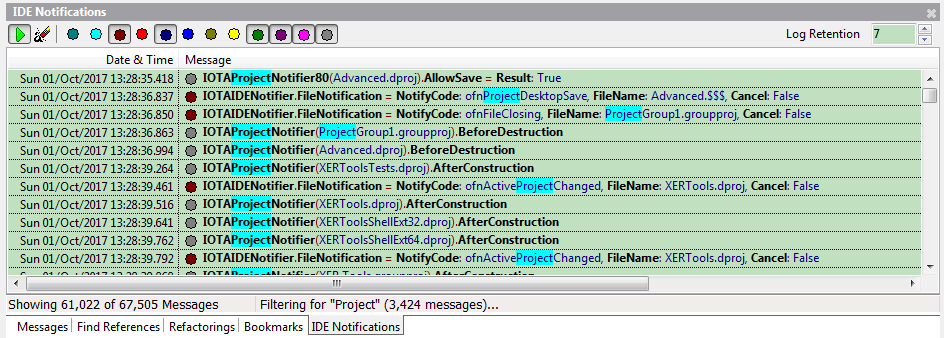 IDE Notifications
Log Retention 7
Date & Time Message
Sun 01/Oct/2017 13:28:35.418 IOTAProjectNotifier80(Advanced.dproj).AllowSave = Result: True
Sun 01/Oct/2017 13:28:36.837 IOTAIDENotifier.FileNotification = NotifyCode: ofnProjectDesktopSave, FileName: Advanced.$$$, Cancel: False
Sun 01/Oct/2017 13:28:36.850 IOTAIDENotifier.FileNotification = NotifyCode: ofnFileClosing, FileName: ProjectGroup1.groupproj, Cancel: False
Sun 01/Oct/2017 13:28:36.863 IOTAProjectNotifier(ProjectGroup1.groupproj).BeforeDestruction
Sun 01/Oct/2017 13:28:36.994 IOTAProjectNotifier(Advanced.dproj).BeforeDestruction
Sun 01/Oct/2017 13:28:39.264 IOTAProjectNotifier(XERToolsTests.dproj).AfterConstruction
Sun 01/Oct/2017 13:28:39.461 IOTAIDENotifier.FileNotification = NotifyCode: ofnActiveProjectChanged, FileName: XERTools.dproj, Cancel: False
Sun 01/Oct/2017 13:28:39.516 IOTAProjectNotifier(XERTools.dproj).AfterConstruction
Sun 01/Oct/2017 13:28:39.641 IOTAProjectNotifier(XERToolsShellExt32.dproj).AfterConstruction
Sun 01/Oct/2017 13:28:39.762 IOTAProjectNotifier(XERToolsShellExt64.dproj).AfterConstruction
Sun 01/Oct/2017 13:28:39.792 IOTAIDENotifier.FileNotification = NotifyCode: ofnActiveProjectChanged, FileName: XERTools.dproj, Cancel: False
Showing 61,022 of 67,505 Messages Filtering for "Project" (3,424 messages)...
Messages Find References Refactorings Bookmarks IDE Notifications